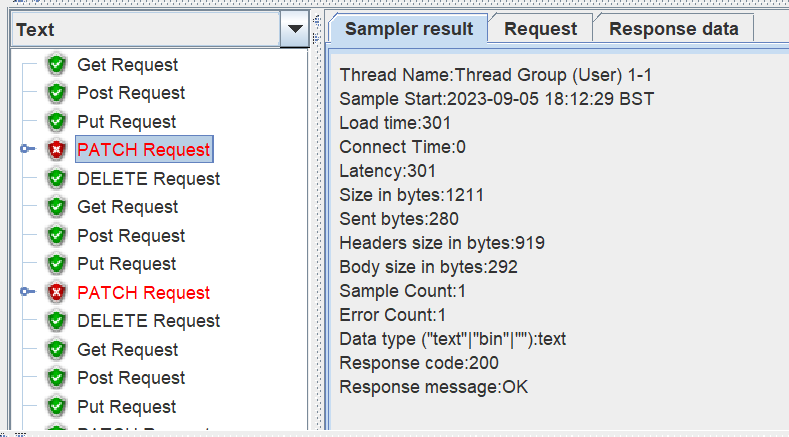 Text
Get Request
Post Request
Put Request
PATCH Request
DELETE Request
Get Request
Post Request
Put Request
PATCH Request
DELETE Request
Get Request
Post Request
Put Request
PATCH Request
Sampler result
Request
Response data
Thread Name:Thread Group (User) 1-1
Sample Start:2023-09-05 18:12:29 BST
Load time:301
Connect Time:0
Latency:301
Size in bytes:1211
Sent bytes:280
Headers size in bytes:919
Body size in bytes:292
Sample Count:1
Error Count:1
Data type ("text"|"bin"|""):text
Response code:200
Response message:OK